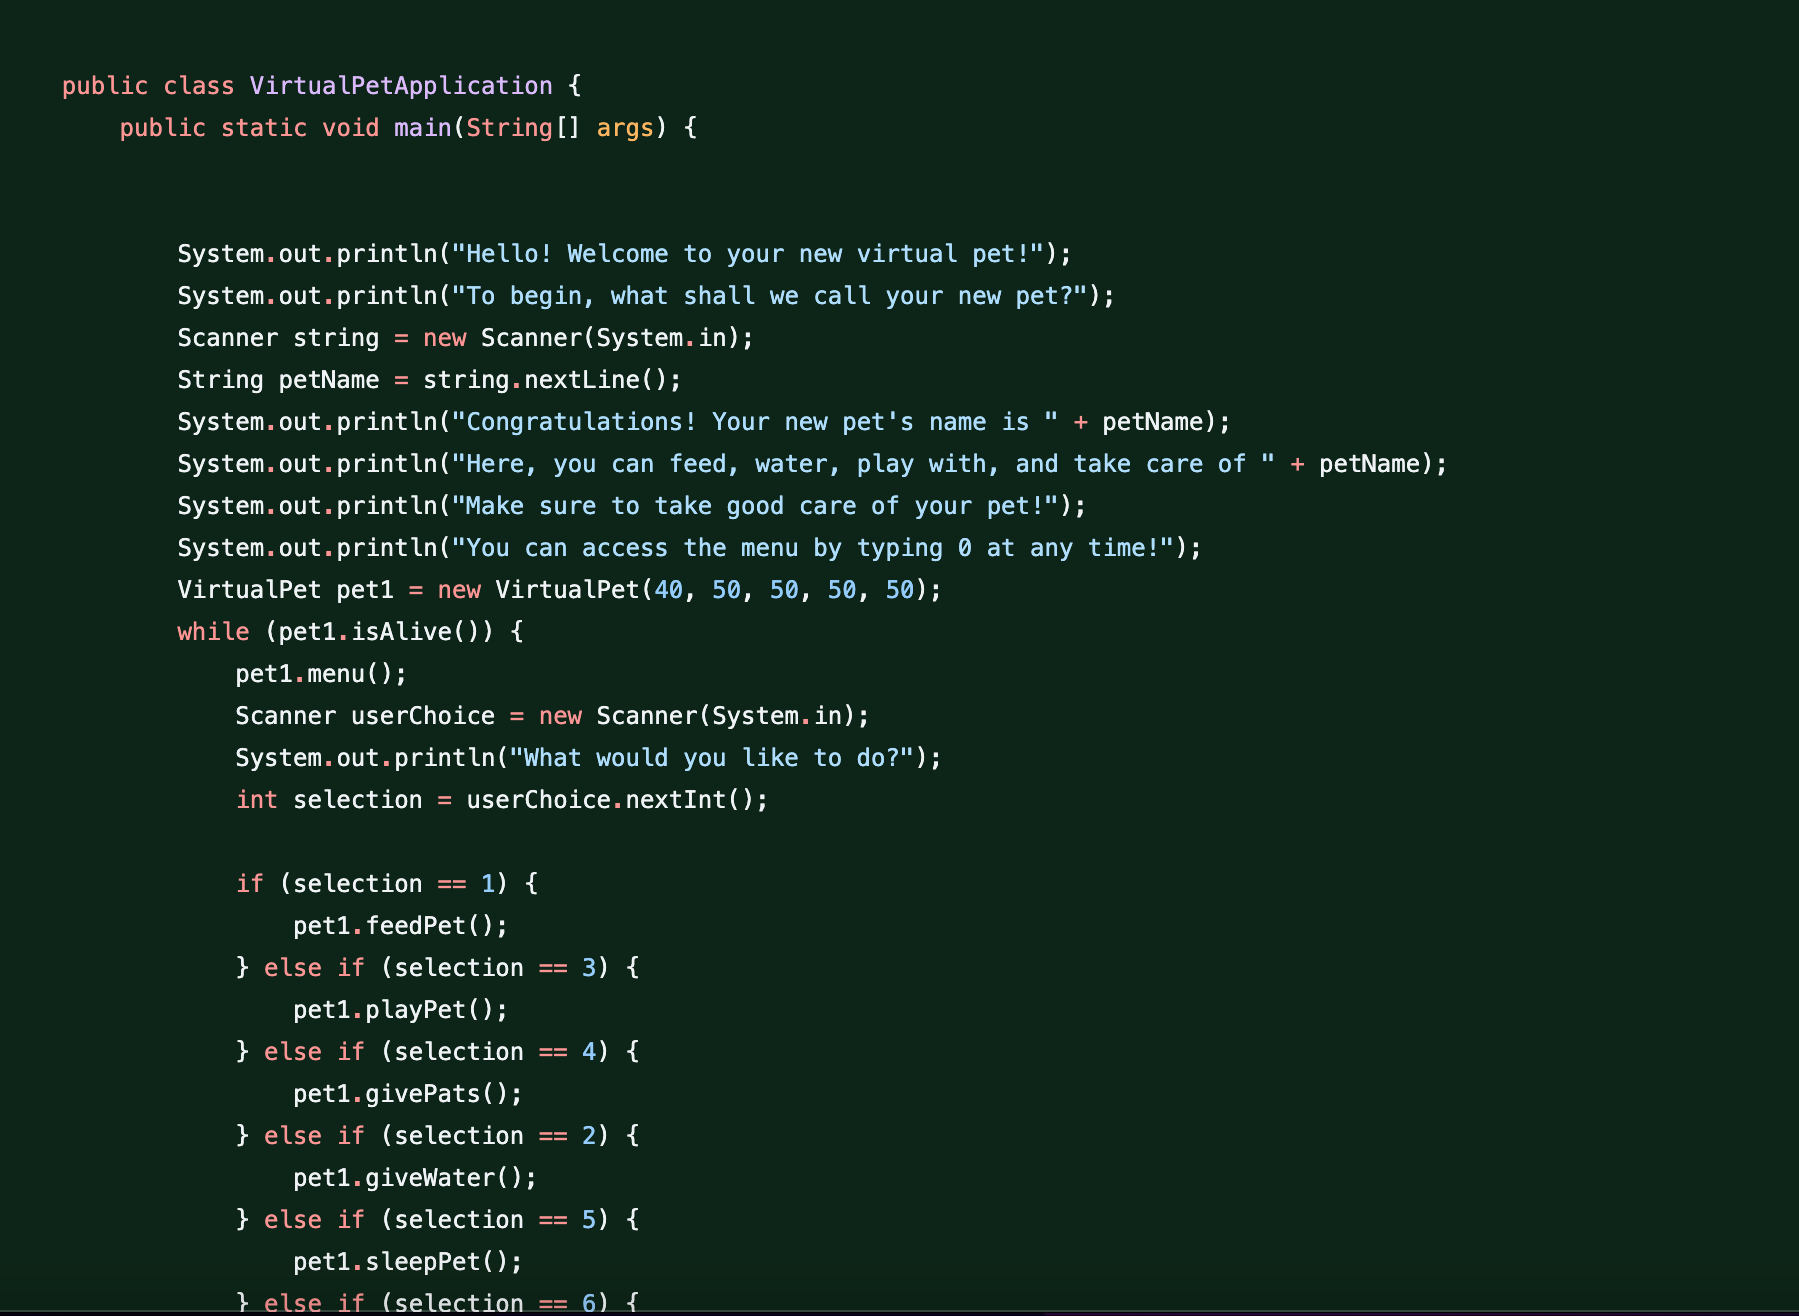 public class VirtualPetApplication {
    public static void main(String[] args) {
        System.out.println("Hello! Welcome to your new virtual pet!");
        System.out.println("To begin, what shall we call your new pet?");
        Scanner string = new Scanner(System.in);
        String petName = string.nextLine();
        System.out.println("Congratulations! Your new pet's name is " + petName);
        System.out.println("Here, you can feed, water, play with, and take care of " + petName);
        System.out.println("Make sure to take good care of your pet!");
        System.out.println("You can access the menu by typing 0 at any time!");
        VirtualPet pet1 = new VirtualPet(40, 50, 50, 50, 50);
        while (pet1.isAlive()) {
            pet1.menu();
            Scanner userChoice = new Scanner(System.in);
            System.out.println("What would you like to do?");
            int selection = userChoice.nextInt();
            if (selection == 1) {
                pet1.feedPet();
            } else if (selection == 3) {
                pet1.playPet();
            } else if (selection == 4) {
                pet1.givePats();
            } else if (selection == 2) {
                pet1.giveWater();
            } else if (selection == 5) {
                pet1.sleepPet();
            } else if (selection == 6) {